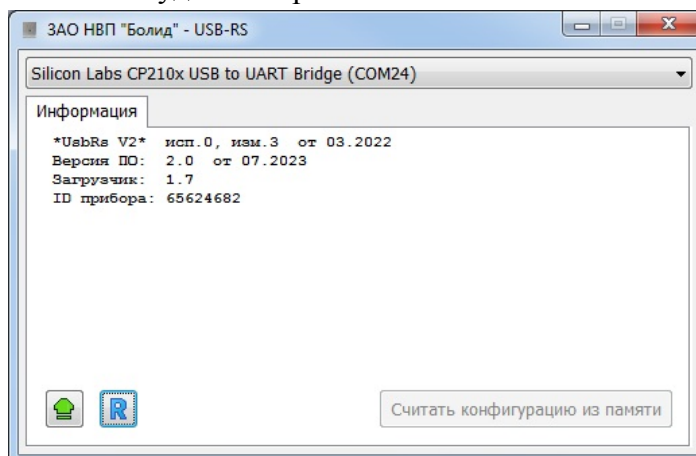 ЗАО НВП "Болид" - USB-RS
Silicon Labs CP210x USB to UART Bridge (COM24)
Информация
*UsbRs V2* исп.0, изм.3 от 03.2022
Версия ПО: 2.0 от 07.2023
Загрузчик: 1.7
ID прибора: 65624682
R
Считать конфигурацию из памяти